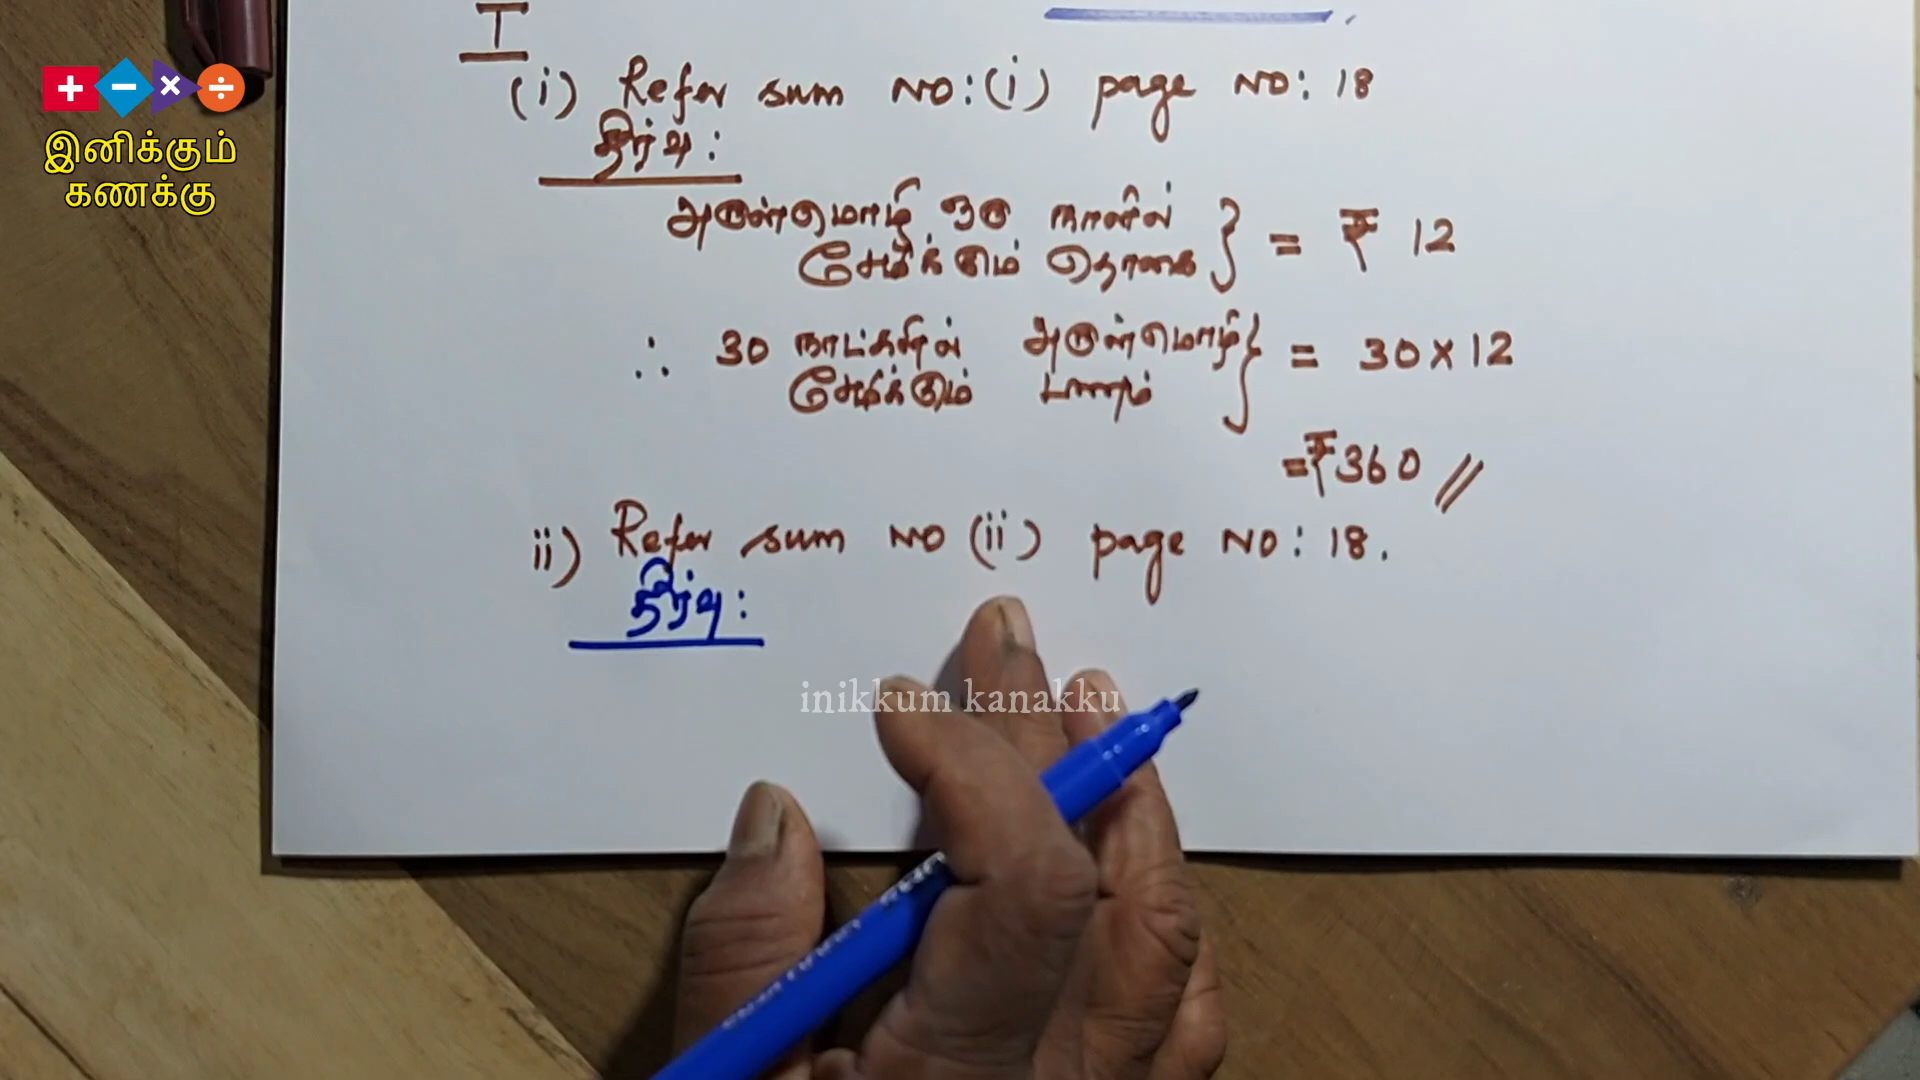 இனிக்கும்
கணக்கு
I
(i) Refer sum NO:(i) page NO: 18
தீர்வு:
அருள்மொழி ஒரு நாளில்
சேமிக்கும் தொகை } = ₹ 12
∴ 30 நாட்களில் அருள்மொழி
சேமிக்கும் பணம் } = 30 × 12
= ₹ 360 //
ii) Refer sum NO (ii) page NO: 18.
தீர்வு:
inikkum kanakku